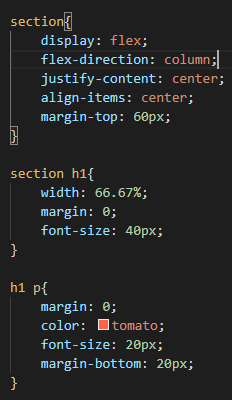 section{
    display: flex;
    flex-direction: column;
    justify-content: center;
    align-items: center;
    margin-top: 60px;
}
section h1{
    width: 66.67%;
    margin: 0;
    font-size: 40px;
}
h1 p{
    margin: 0;
    color: tomato;
    font-size: 20px;
    margin-bottom: 20px;
}